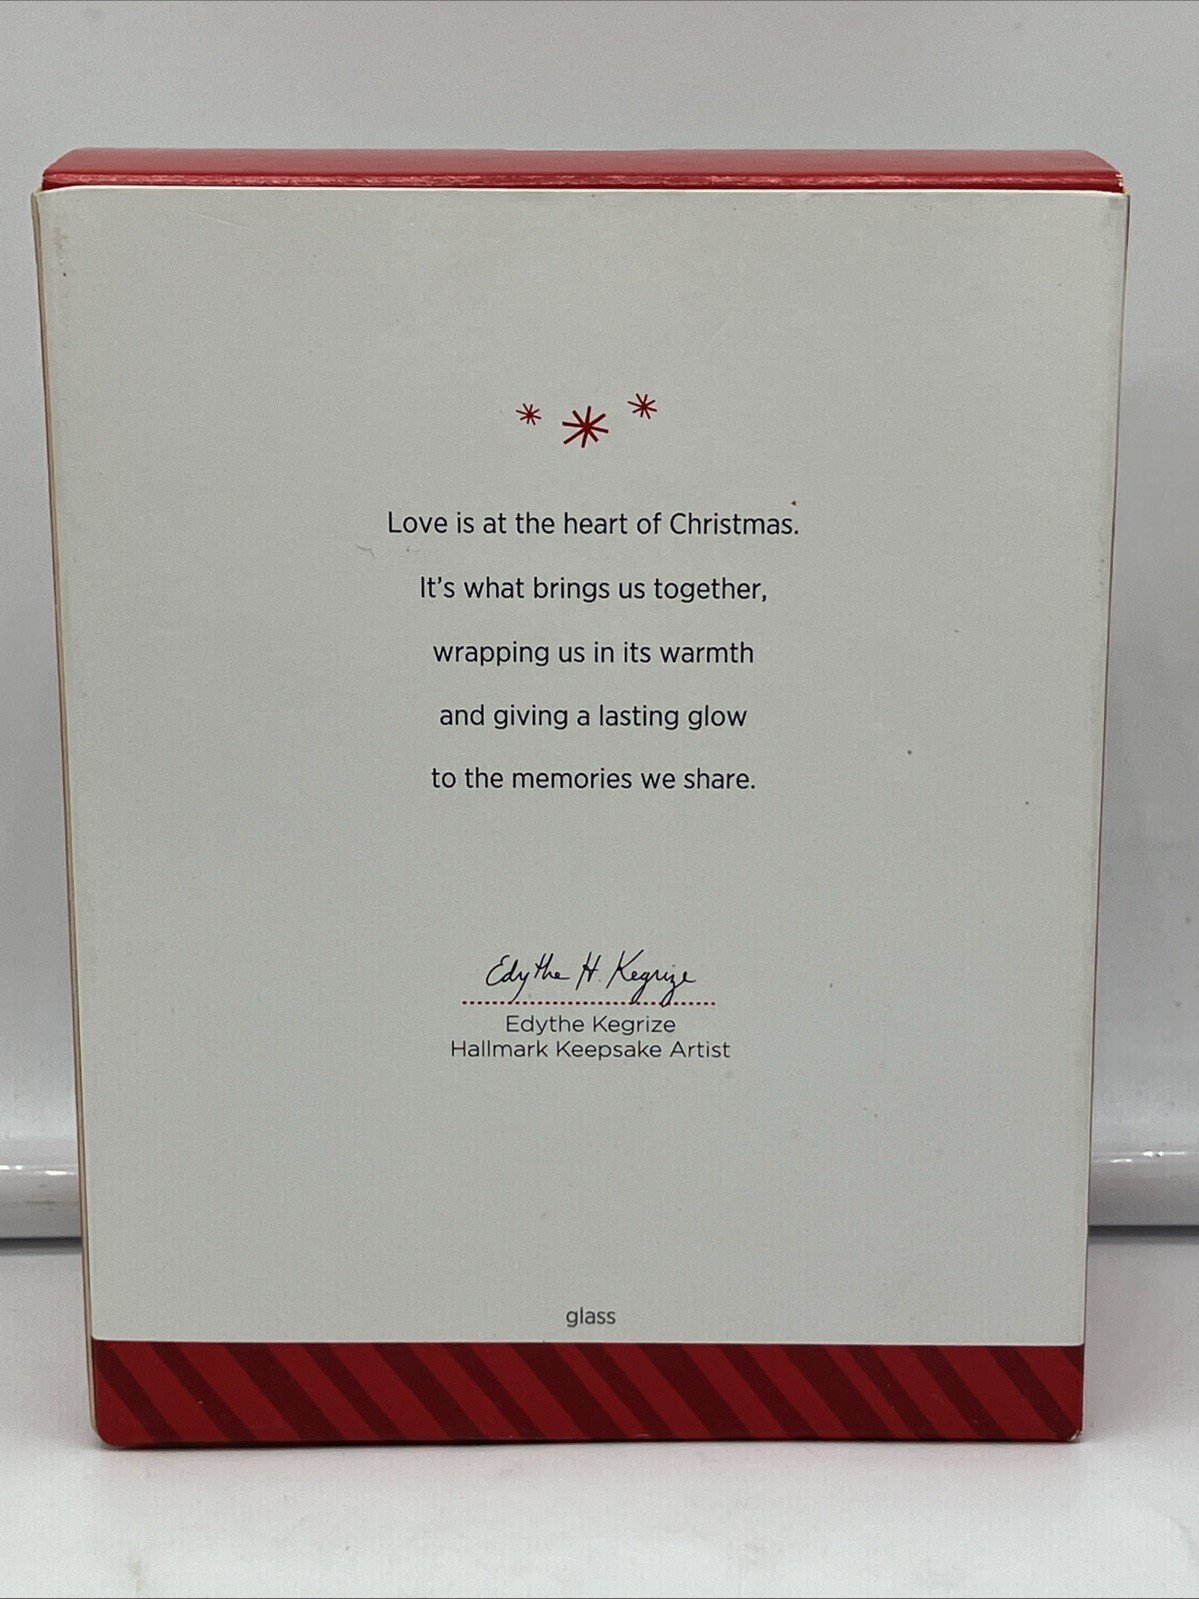 Love is at the heart of Christmas.
It's what brings us together,
wrapping us in its warmth
and giving a lasting glow
to the memories we share.
Edythe H. Kegrize
Edythe Kegrize
Hallmark Keepsake Artist
glass